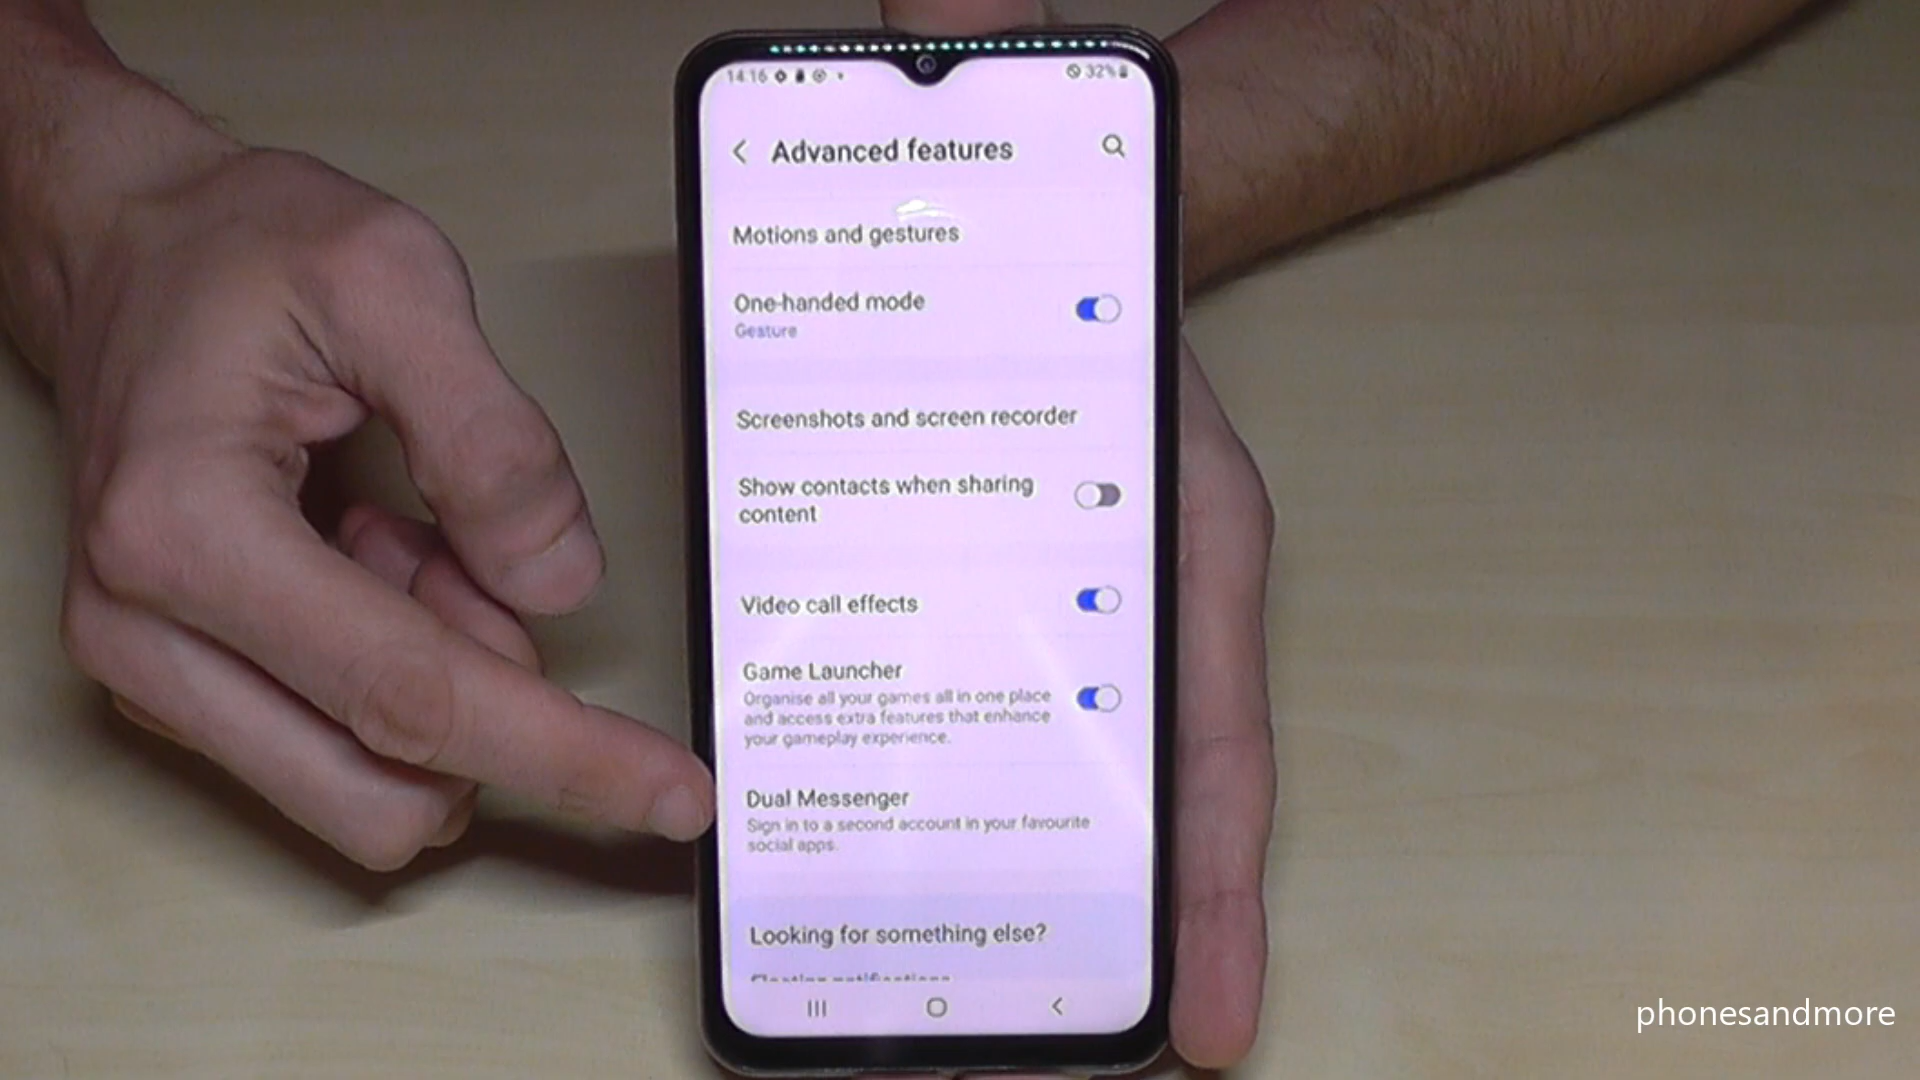 14:16
32%
Advanced features
Motions and gestures
One-handed mode
Gesture
Screenshots and screen recorder
Show contacts when sharing
content
Video call effects
Game Launcher
Organise all your games all in one place
and access extra features that enhance
your gameplay experience.
Dual Messenger
Sign in to a second account in your favourite
social apps.
Looking for something else?
phonesandmore